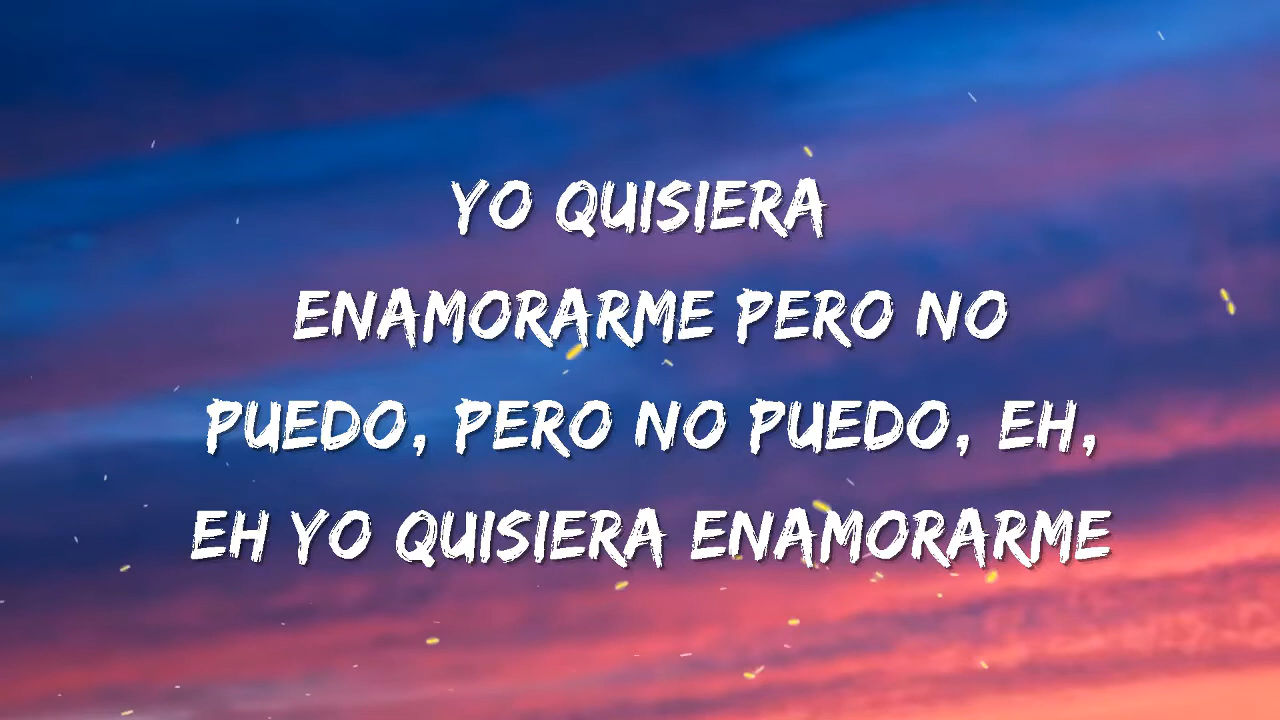 YO QUISIERA
ENAMORARME PERO NO
PUEDO, PERO NO PUEDO, EH,
EH YO QUISIERA ENAMORARME